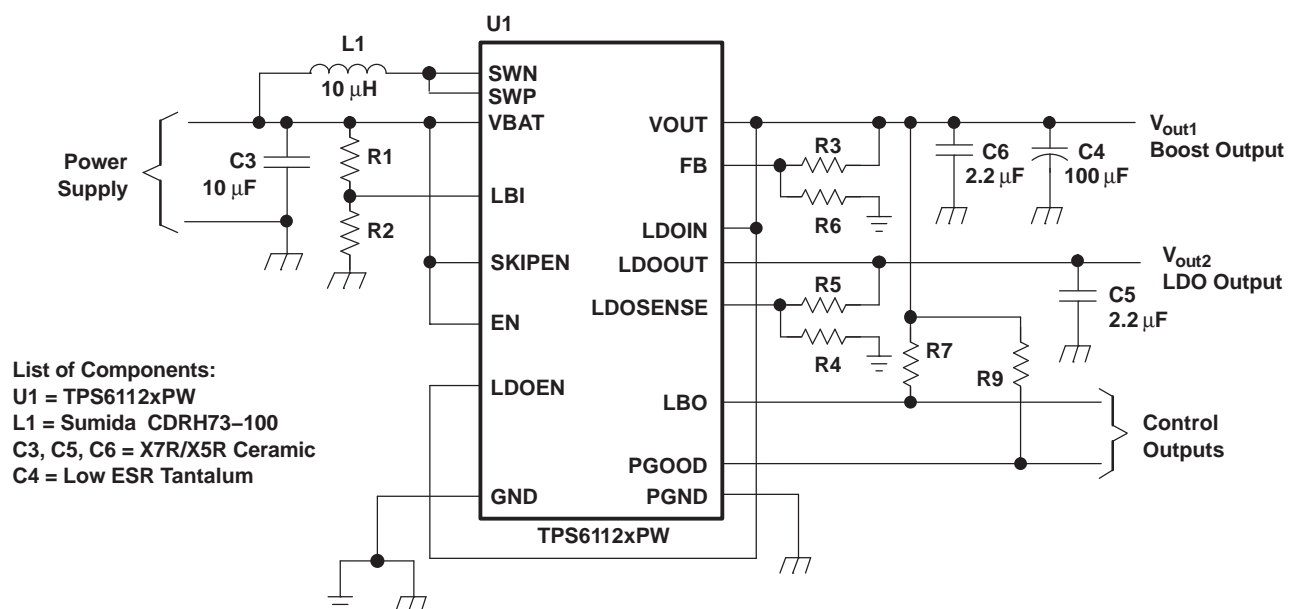 U1
L1
10 μH
SWN
SWP
VBAT
VOUT
Vout1
Boost Output
Power
Supply
C3
10 μF
R1
R3
FB
C6
2.2 μF
C4
100 μF
LBI
R2
R6
LDOIN
SKIPEN
LDOOUT
Vout2
LDO Output
R5
LDOSENSE
C5
2.2 μF
EN
R4
R7
R9
List of Components:
U1 = TPS6112xPW
L1 = Sumida CDRH73–100
C3, C5, C6 = X7R/X5R Ceramic
C4 = Low ESR Tantalum
LDOEN
LBO
Control
Outputs
PGOOD
GND
PGND
TPS6112xPW